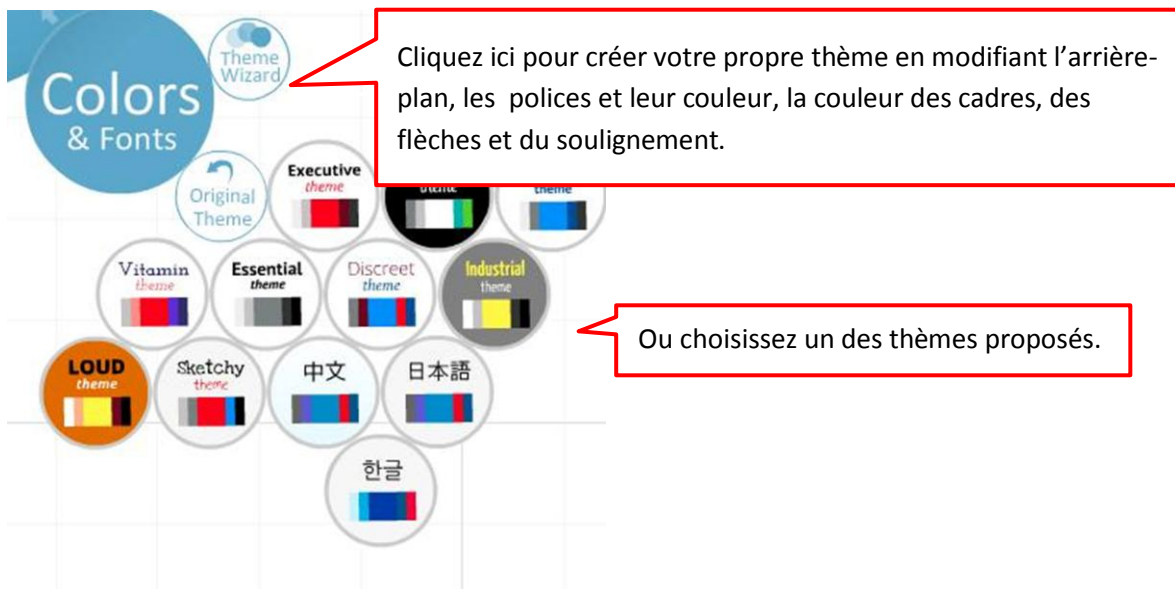 Theme
Wizard
Cliquez ici pour créer votre propre thème en modifiant l’arrière-
plan, les polices et leur couleur, la couleur des cadres, des
flèches et du soulignement.
Colors
& Fonts
Original
Theme
Executive
theme
theme
theme
Vitamin
theme
Essential
theme
Discreet
theme
Industrial
theme
Ou choisissez un des thèmes proposés.
LOUD
theme
Sketchy
theme
中文
日本語
한글